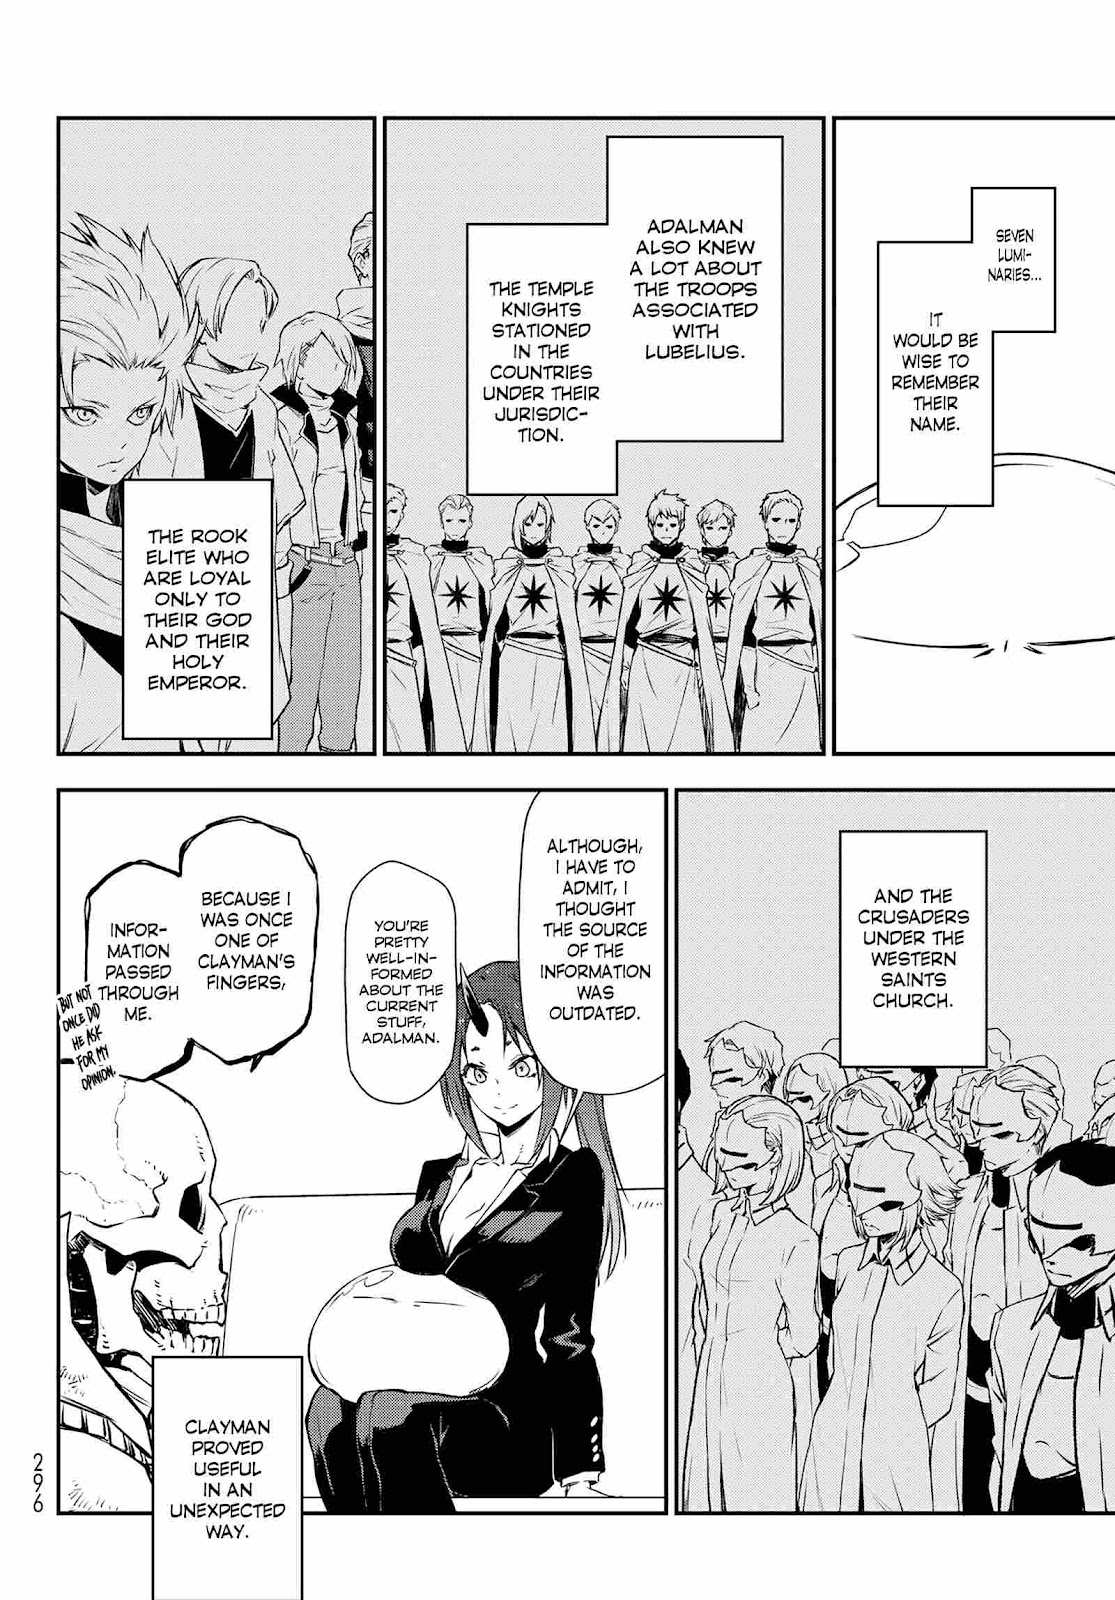 SEVEN
LUMI-
NARIES...
IT
WOULD BE
WISE TO
REMEMBER
THEIR
NAME.
ADALMAN
ALSO KNEW
A LOT ABOUT
THE TROOPS
ASSOCIATED
WITH
LUBELIUS.
THE TEMPLE
KNIGHTS
STATIONED
IN THE
COUNTRIES
UNDER THEIR
JURISDIC-
TION.
THE ROOK
ELITE WHO
ARE LOYAL
ONLY TO
THEIR GOD
AND THEIR
HOLY
EMPEROR.
AND THE
CRUSADERS
UNDER THE
WESTERN
SAINTS
CHURCH.
ALTHOUGH,
I HAVE TO
ADMIT, I
THOUGHT
THE SOURCE
OF THE
INFORMATION
WAS
OUTDATED.
YOU'RE
PRETTY
WELL-IN-
FORMED
ABOUT THE
CURRENT
STUFF,
ADALMAN.
BECAUSE I
WAS ONCE
ONE OF
CLAYMAN'S
FINGERS,
INFOR-
MATION
PASSED
THROUGH
ME.
BUT NOT
ONCE DID
HE ASK
FOR MY
OPINION.
CLAYMAN
PROVED
USEFUL
IN AN
UNEXPECTED
WAY.
296